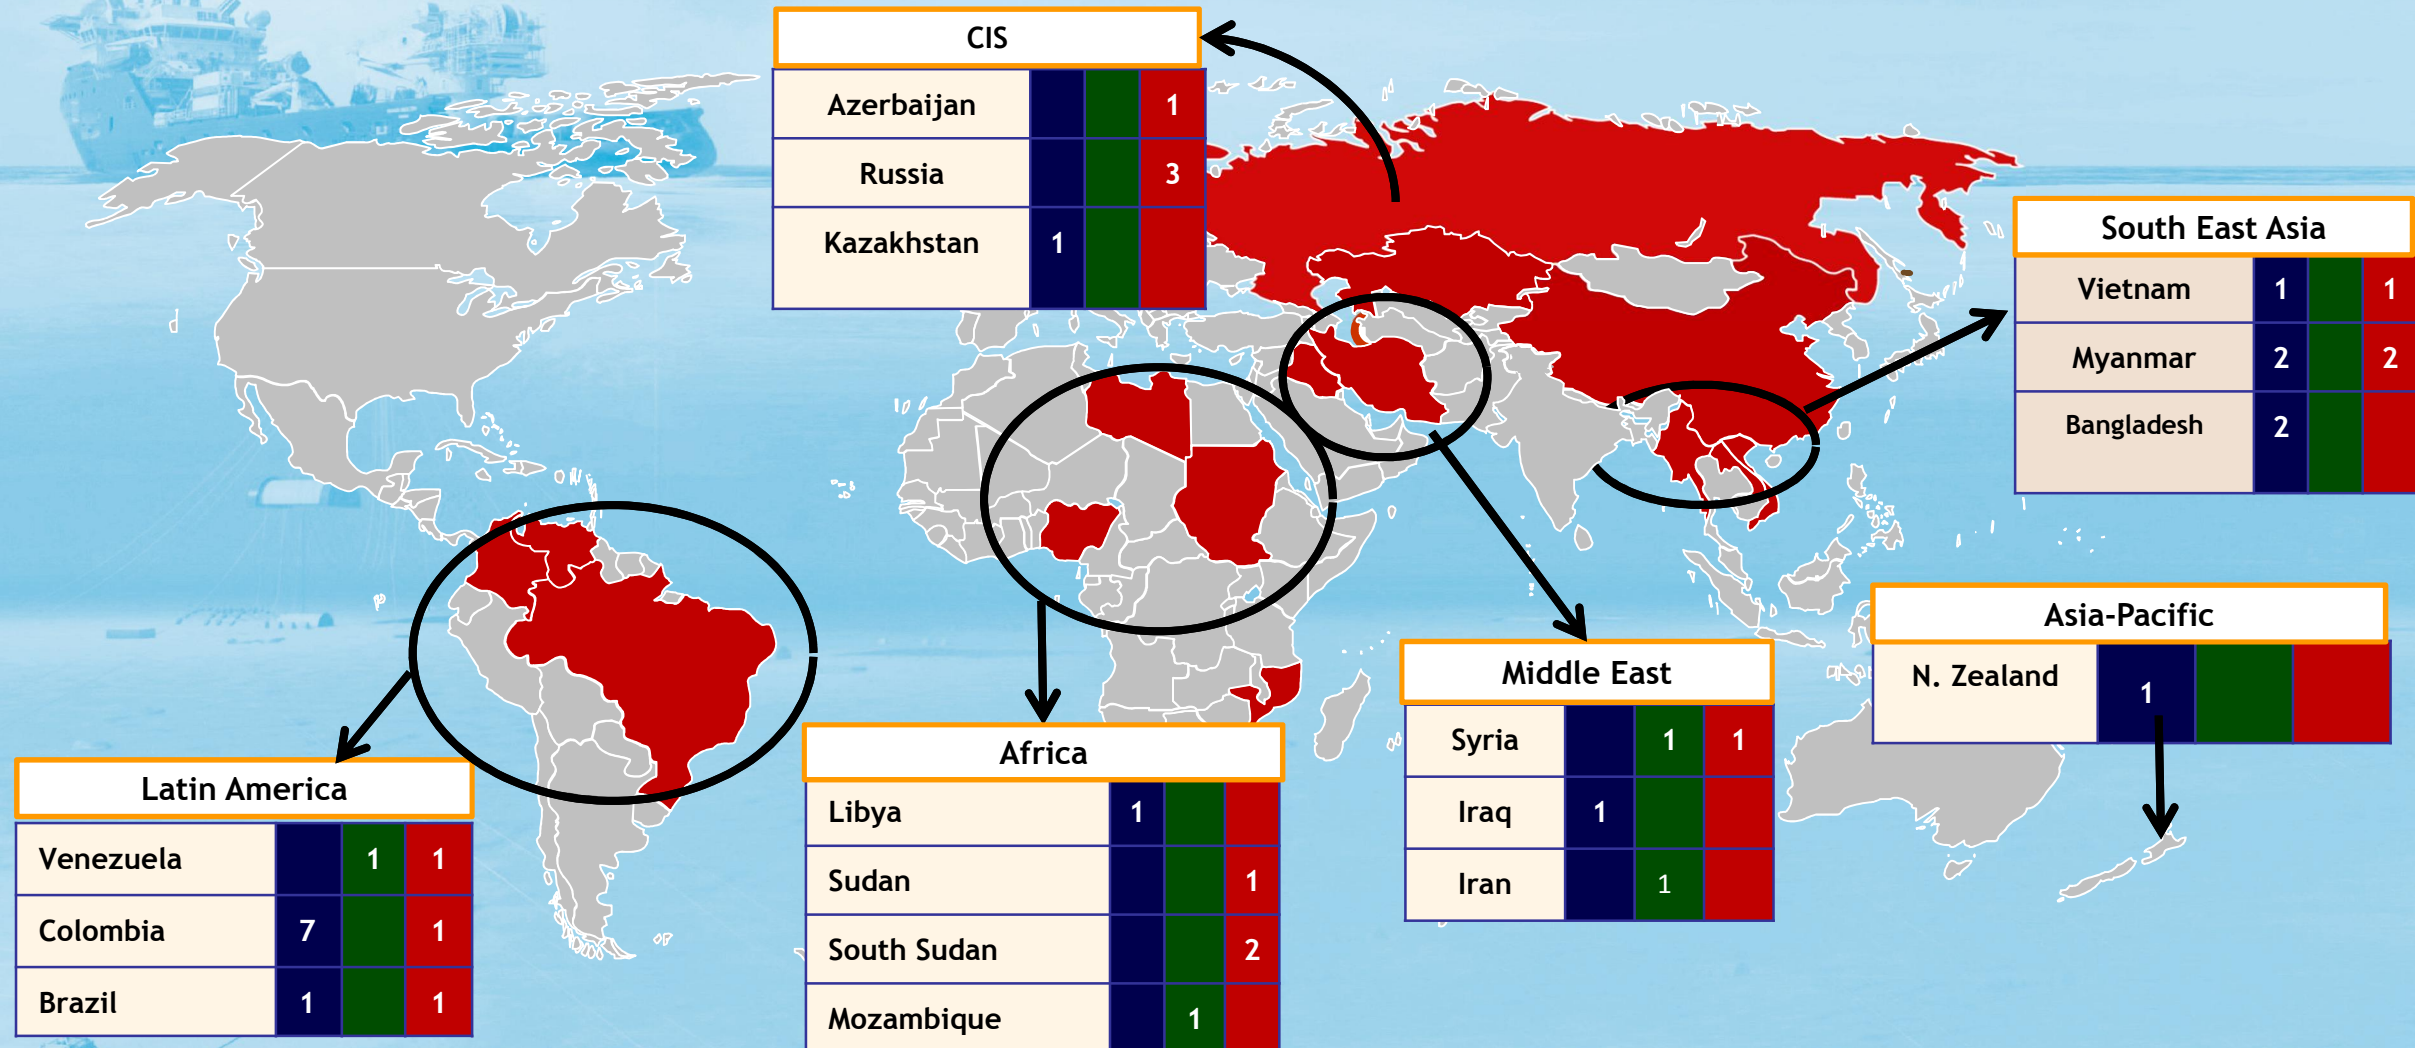 CIS
Azerbaijan 1
Russia 3
Kazakhstan 1
South East Asia
Vietnam 1 1
Myanmar 2 2
Bangladesh 2
Asia-Pacific
N. Zealand 1
Middle East
Syria 1 1
Iraq 1
Iran 1
Africa
Libya 1
Sudan 1
South Sudan 2
Mozambique 1
Latin America
Venezuela 1 1
Colombia 7 1
Brazil 1 1